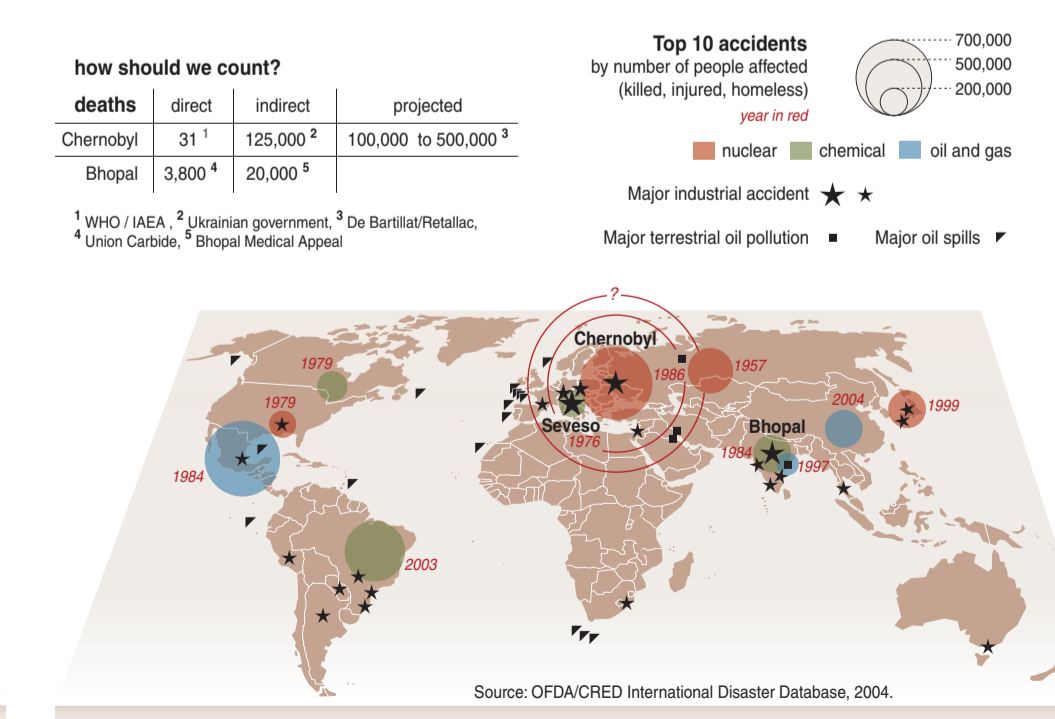 how should we count?
deaths direct indirect projected
Chernobyl 31 1 125,000 2 100,000 to 500,000 3
Bhopal 3,800 4 20,000 5
1 WHO / IAEA , 2 Ukrainian government, 3 De Bartillat/Retallac,
4 Union Carbide, 5 Bhopal Medical Appeal
Top 10 accidents
by number of people affected
(killed, injured, homeless)
year in red
700,000
500,000
200,000
nuclear chemical oil and gas
Major industrial accident
Major terrestrial oil pollution Major oil spills
?
Chernobyl
1979
1986
1957
1979
2004
1999
Seveso
1976
Bhopal
1984
1997
1984
2003
Source: OFDA/CRED International Disaster Database, 2004.